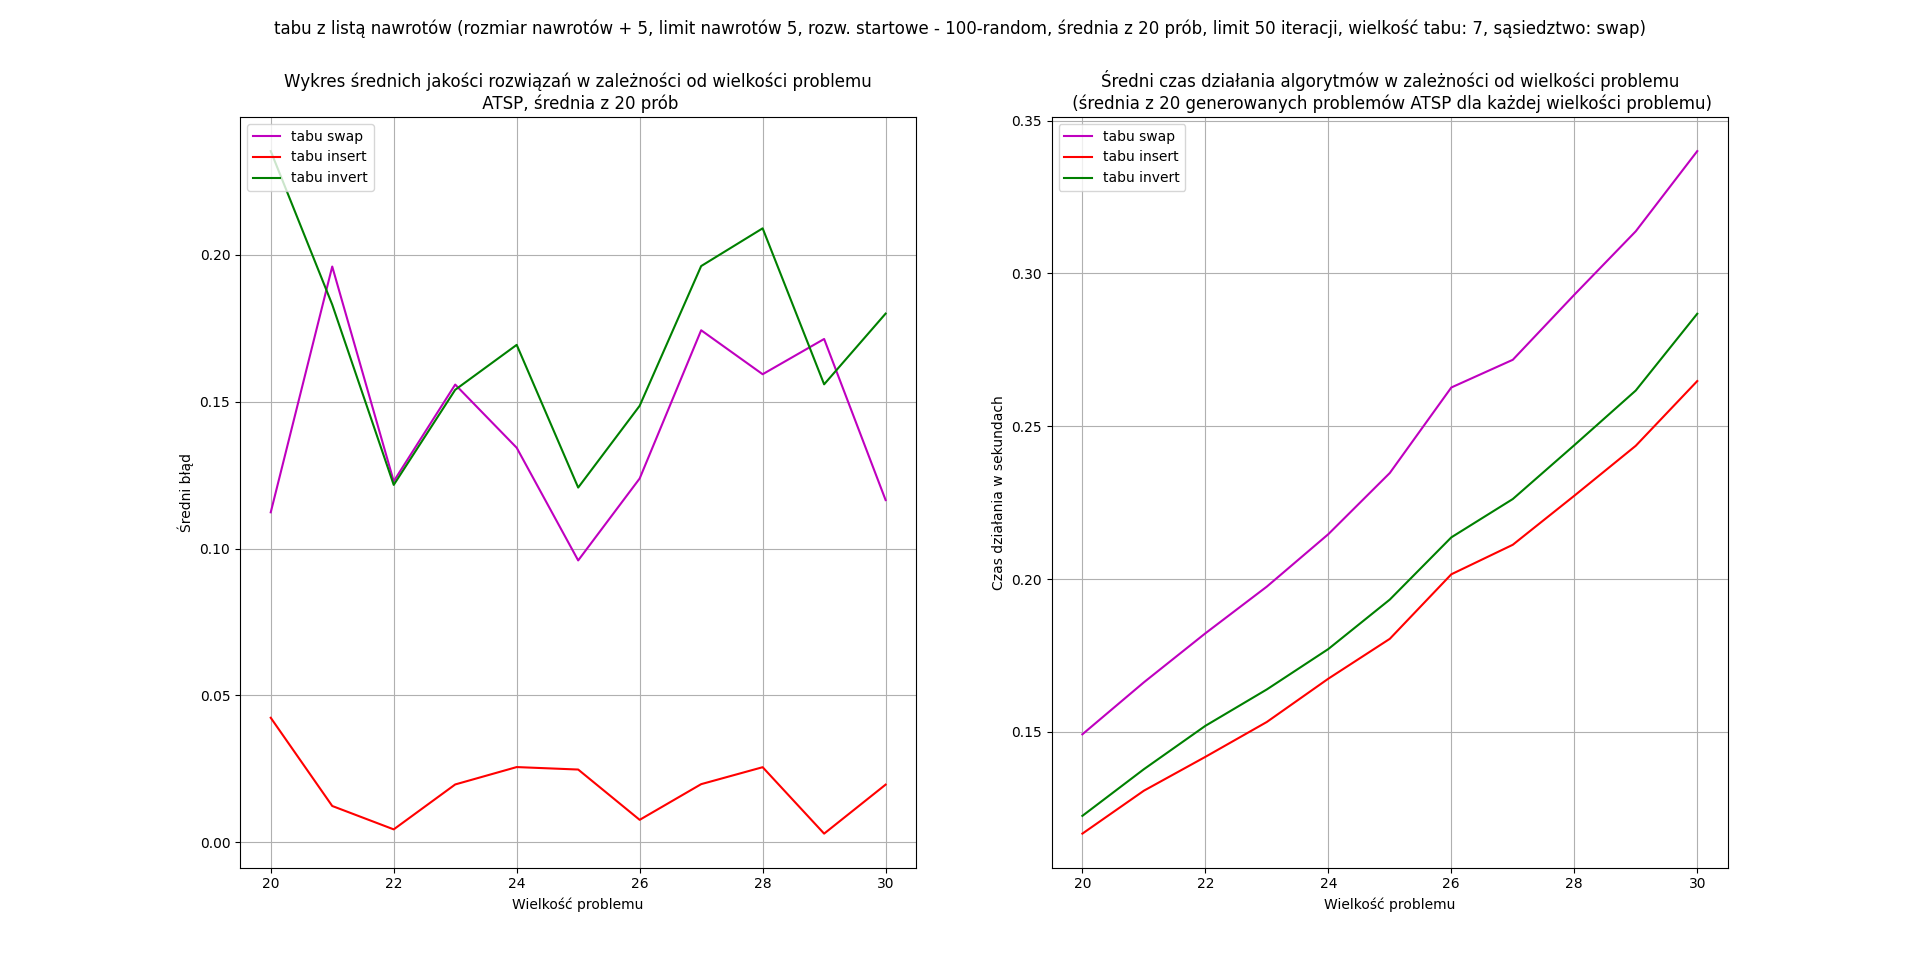 tabu z listą nawrotów (rozmiar nawrotów + 5, limit nawrotów 5, rozw. startowe - 100-random, średnia z 20 prób, limit 50 iteracji, wielkość tabu: 7, sąsiedztwo: swap)
Wykres średnich jakości rozwiązań w zależności od wielkości problemu
ATSP, średnia z 20 prób
tabu swap
tabu insert
tabu invert
0.20
0.15
0.10
0.05
0.00
Średni błąd
20 22 24 26 28 30
Wielkość problemu
Średni czas działania algorytmów w zależności od wielkości problemu
(średnia z 20 generowanych problemów ATSP dla każdej wielkości problemu)
tabu swap
tabu insert
tabu invert
0.35
0.30
0.25
0.20
0.15
Czas działania w sekundach
20 22 24 26 28 30
Wielkość problemu